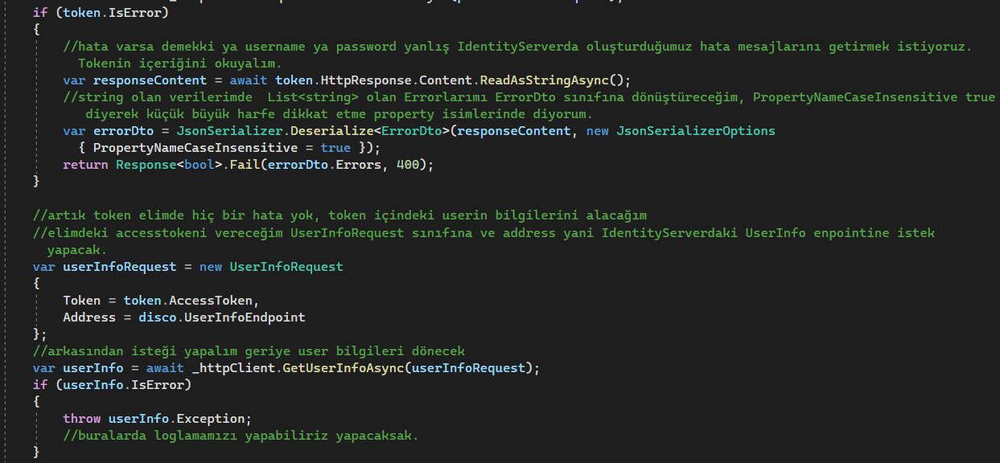 if (token.IsError)
{
//hata varsa demekki ya username ya password yanlış IdentityServerda oluşturduğumuz hata mesajlarını getirmek istiyoruz.
Tokenin içeriğini okuyalım.
var responseContent = await token.HttpResponse.Content.ReadAsStringAsync();
//string olan verilerimde  List<string> olan Errorlarımı ErrorDto sınıfına dönüştüreceğim, PropertyNameCaseInsensitive true
diyerek küçük büyük harfe dikkat etme property isimlerinde diyorum.
var errorDto = JsonSerializer.Deserialize<ErrorDto>(responseContent, new JsonSerializerOptions
{ PropertyNameCaseInsensitive = true });
return Response<bool>.Fail(errorDto.Errors, 400);
}
//artık token elimde hiç bir hata yok, token içindeki userin bilgilerini alacağım
//elimdeki accesstokeni vereceğim UserInfoRequest sınıfına ve address yani IdentityServerdaki UserInfo enpointine istek
yapacak.
var userInfoRequest = new UserInfoRequest
{
Token = token.AccessToken,
Address = disco.UserInfoEndpoint
};
//arkasından isteği yapalım geriye user bilgileri dönecek
var userInfo = await _httpClient.GetUserInfoAsync(userInfoRequest);
if (userInfo.IsError)
{
throw userInfo.Exception;
//buralarda loglamamızı yapabiliriz yapacaksak.
}